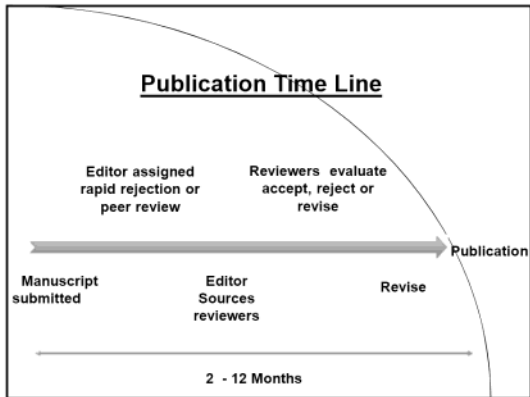 Publication Time Line
Editor assigned
rapid rejection or
peer review
Reviewers evaluate
accept, reject or
revise
Publication
Manuscript
submitted
Editor
Sources
reviewers
Revise
2 - 12 Months